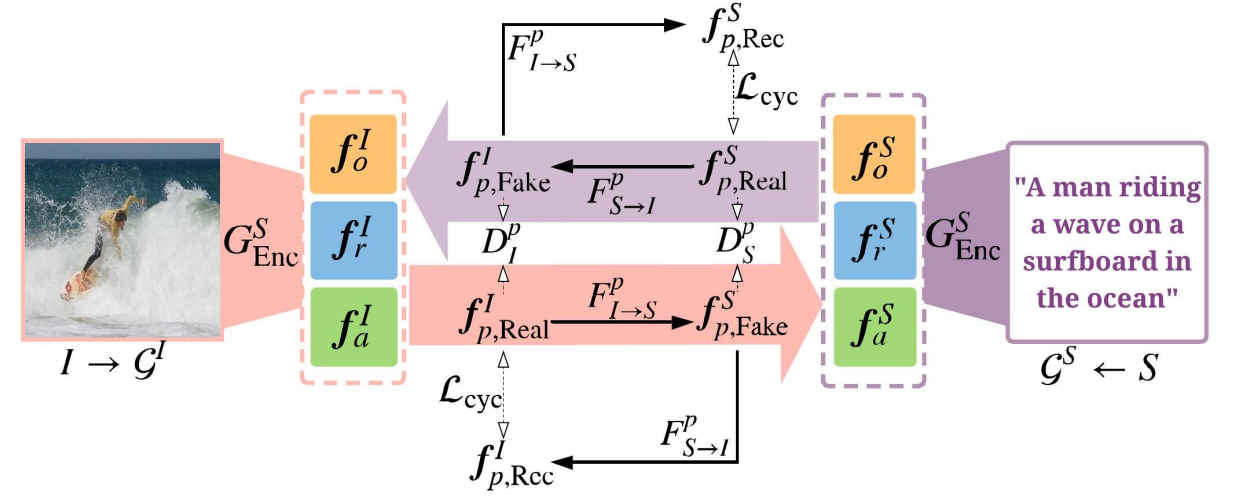 f^S_{p,Rec}
F^p_{I→S}
𝓛_cyc
f^I_o
f^I_{p,Fake}
f^S_{p,Real}
F^p_{S→I}
f^S_o
"A man riding
a wave on a
surfboard in
the ocean"
G^S_Enc
f^I_r
D^p_I
D^p_S
f^S_r
G^S_Enc
f^I_a
f^I_{p,Real}
F^p_{I→S}
f^S_{p,Fake}
f^S_a
I → 𝒢^I
𝒢^S ← S
𝓛_cyc
F^p_{S→I}
f^I_{p,Rec}